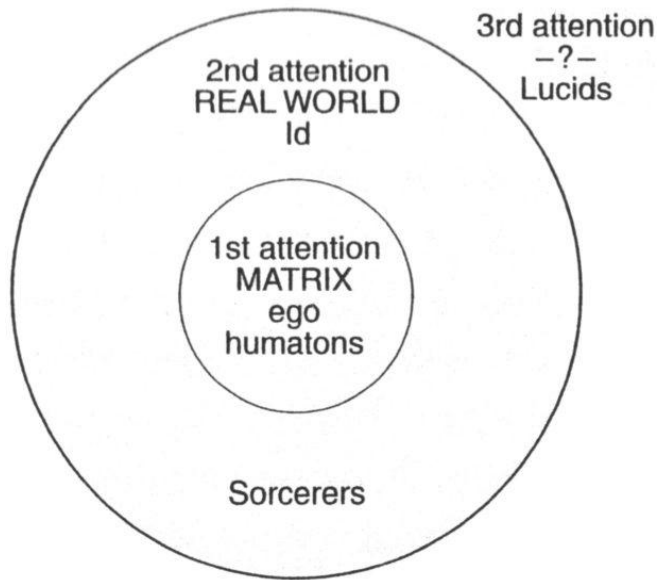 3rd attention
–?–
Lucids
2nd attention
REAL WORLD
Id
1st attention
MATRIX
ego
humatons
Sorcerers